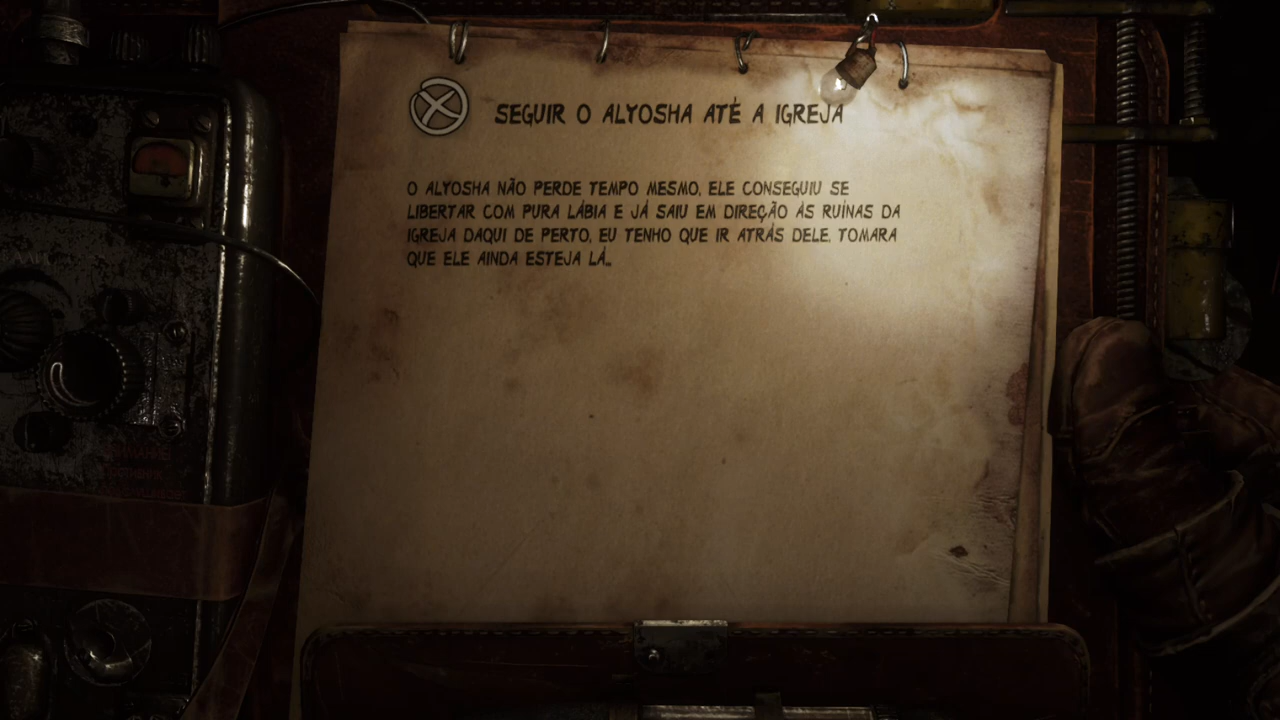 SEGUIR O ALYOSHA ATÉ A IGREJA
O ALYOSHA NÃO PERDE TEMPO MESMO, ELE CONSEGUIU SE
LIBERTAR COM PURA LÁBIA E JÁ SAIU EM DIREÇÃO ÀS RUÍNAS DA
IGREJA DAQUI DE PERTO, EU TENHO QUE IR ATRÁS DELE. TOMARA
QUE ELE AINDA ESTEJA LÁ...